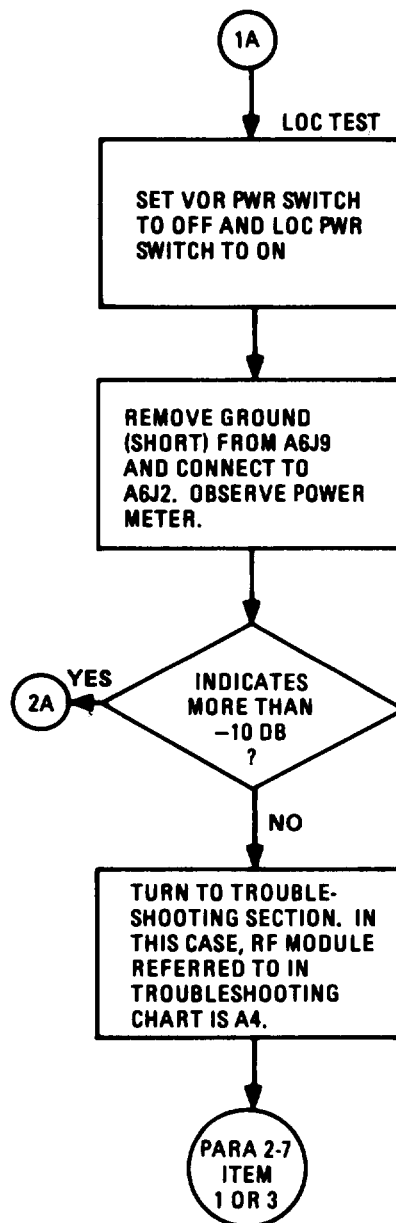 1A
LOC TEST
SET VOR PWR SWITCH
TO OFF AND LOC PWR
SWITCH TO ON
REMOVE GROUND
(SHORT) FROM A6J9
AND CONNECT TO
A6J2. OBSERVE POWER
METER.
YES
2A
INDICATES
MORE THAN
−10 DB
?
NO
TURN TO TROUBLE-
SHOOTING SECTION. IN
THIS CASE, RF MODULE
REFERRED TO IN
TROUBLESHOOTING
CHART IS A4.
PARA 2-7
ITEM
1 OR 3